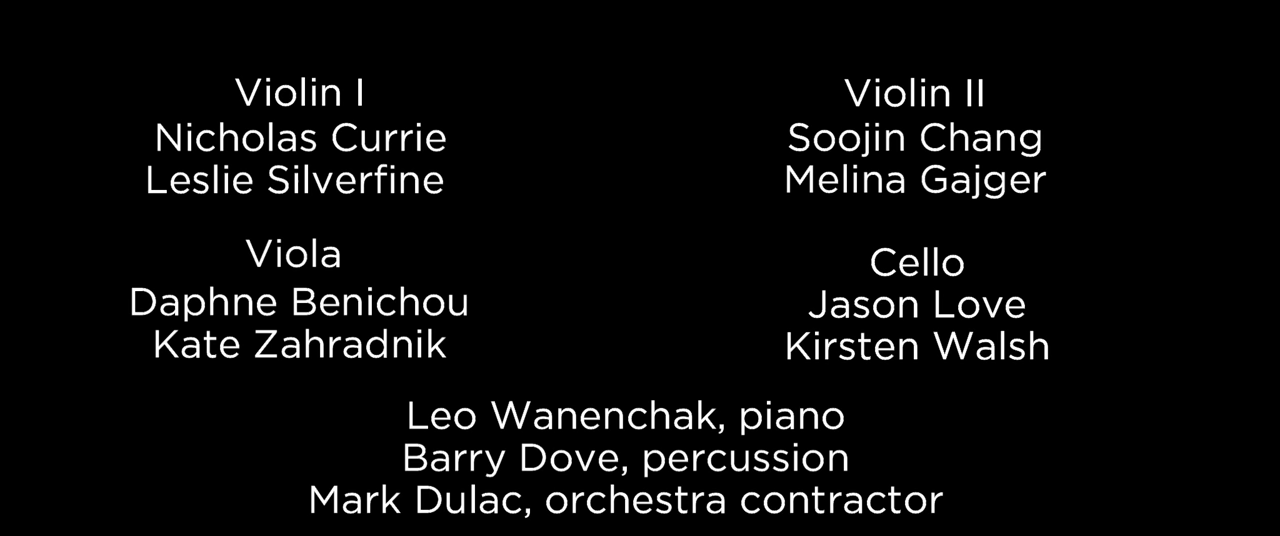 Violin I
Nicholas Currie
Leslie Silverfine
Violin II
Soojin Chang
Melina Gajger
Viola
Daphne Benichou
Kate Zahradnik
Cello
Jason Love
Kirsten Walsh
Leo Wanenchak, piano
Barry Dove, percussion
Mark Dulac, orchestra contractor